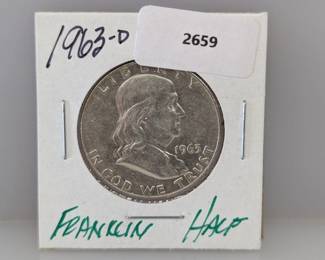 1963-D
2659
LIBERTY
1963
IN GOD WE TRUST
FRANKLIN HALF